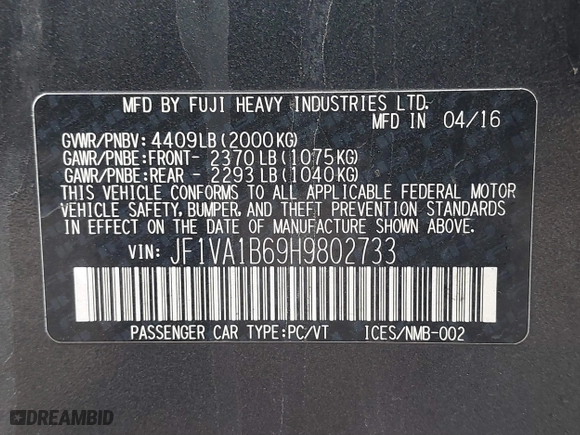 MFD BY FUJI HEAVY INDUSTRIES LTD.
MFD IN 04/16
GVWR/PNBV: 4409LB(2000KG)
GAWR/PNBE:FRONT- 2370LB(1075KG)
GAWR/PNBE:REAR - 2293LB(1040KG)
THIS VEHICLE CONFORMS TO ALL APPLICABLE FEDERAL MOTOR
VEHICLE SAFETY, BUMPER, AND THEFT PREVENTION STANDARDS
IN EFFECT ON THE DATE OF MANUFACTURE SHOWN ABOVE.
VIN: JF1VA1B69H9802733
PASSENGER CAR TYPE:PC/VT ICES/NMB-002
DREAMBID